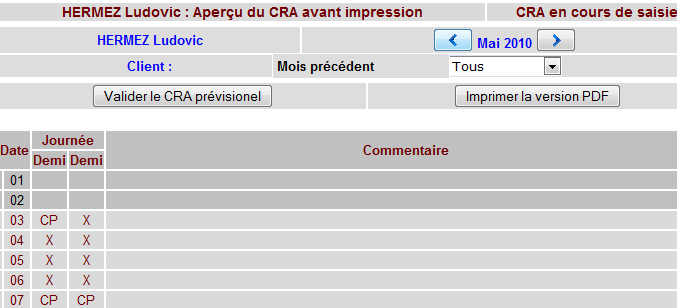 HERMEZ Ludovic : Aperçu du CRA avant impression CRA en cours de saisie
HERMEZ Ludovic Mai 2010
Client : Mois précédent Tous
Valider le CRA prévisionel Imprimer la version PDF
Date Journée Commentaire
Demi Demi
01
02
03 CP X
04 X X
05 X X
06 X X
07 CP CP